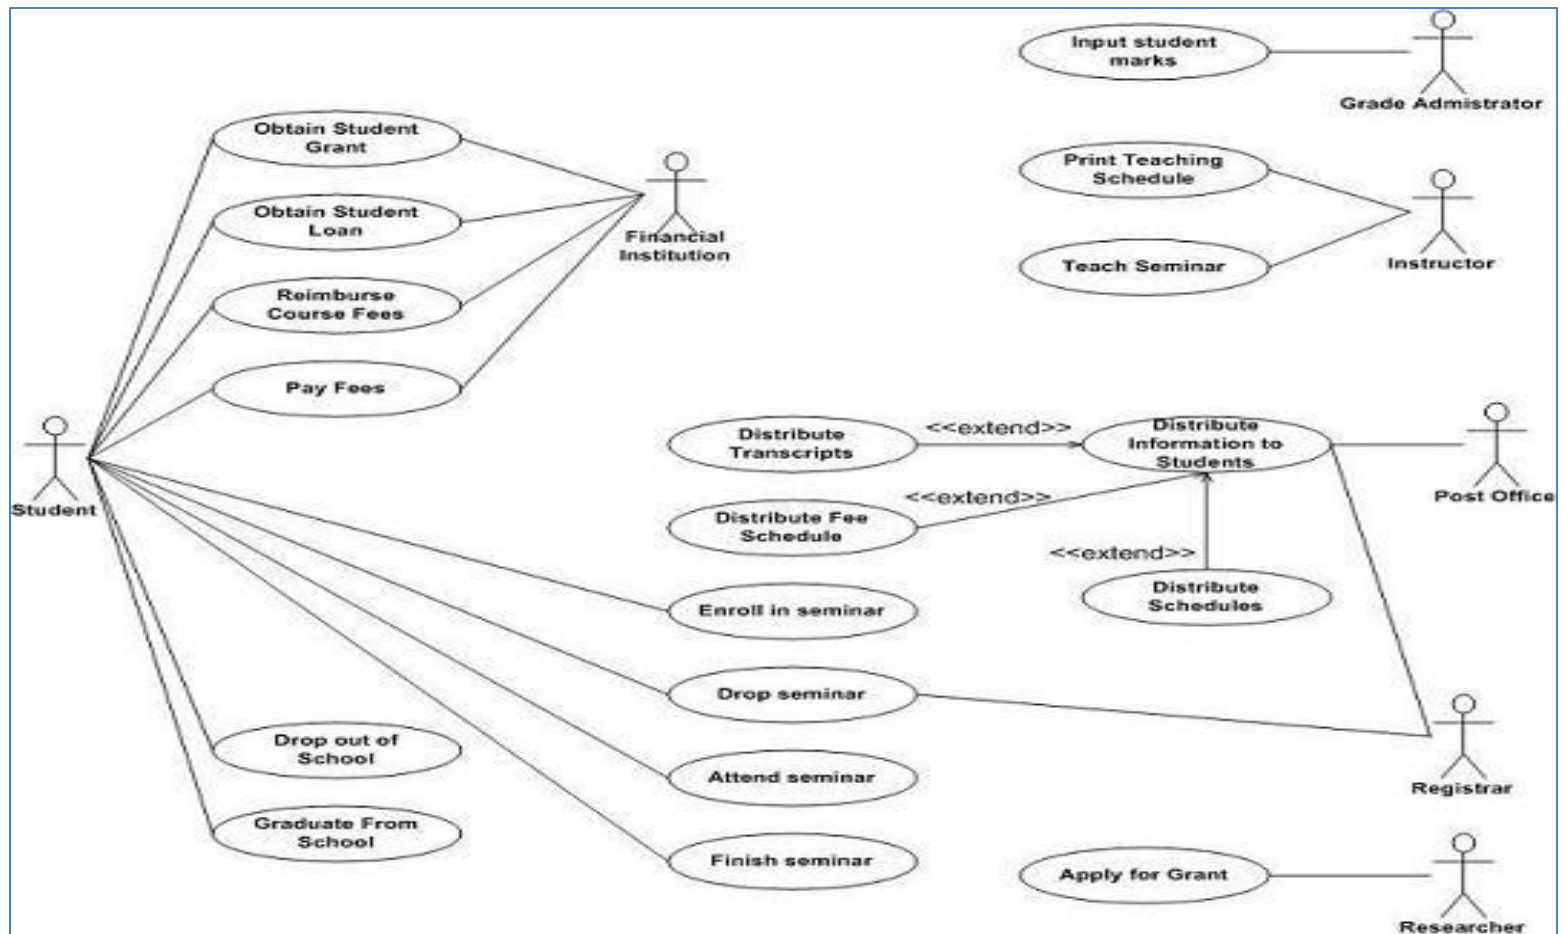 Input student
marks
Grade Admistrator
Obtain Student
Grant
Print Teaching
Schedule
Obtain Student
Loan
Financial
Institution
Teach Seminar
Instructor
Reimburse
Course Fees
Pay Fees
Student
Distribute
Transcripts
<<extend>>
Distribute
Information to
Students
Post Office
<<extend>>
Distribute Fee
Schedule
<<extend>>
Distribute
Schedules
Enroll in seminar
Drop seminar
Registrar
Drop out of
School
Attend seminar
Graduate From
School
Finish seminar
Apply for Grant
Researcher